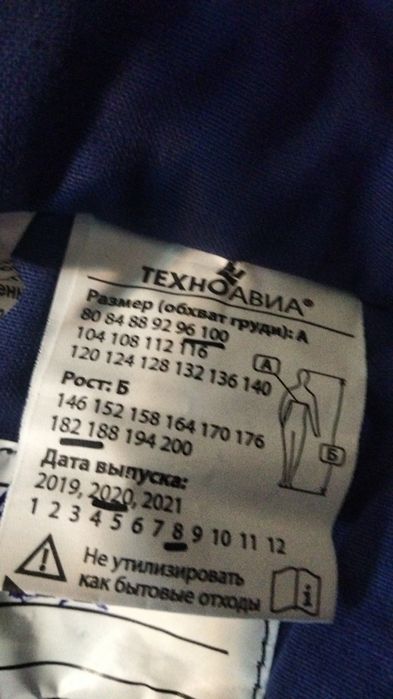 ТЕХНОАВИА®
Размер (обхват груди): А
80 84 88 92 96 100
104 108 112 116
120 124 128 132 136 140
А
Рост: Б
146 152 158 164 170 176
182 188 194 200
Б
Дата выпуска:
2019, 2020, 2021
1 2 3 4 5 6 7 8 9 10 11 12
Не утилизировать
как бытовые отходы